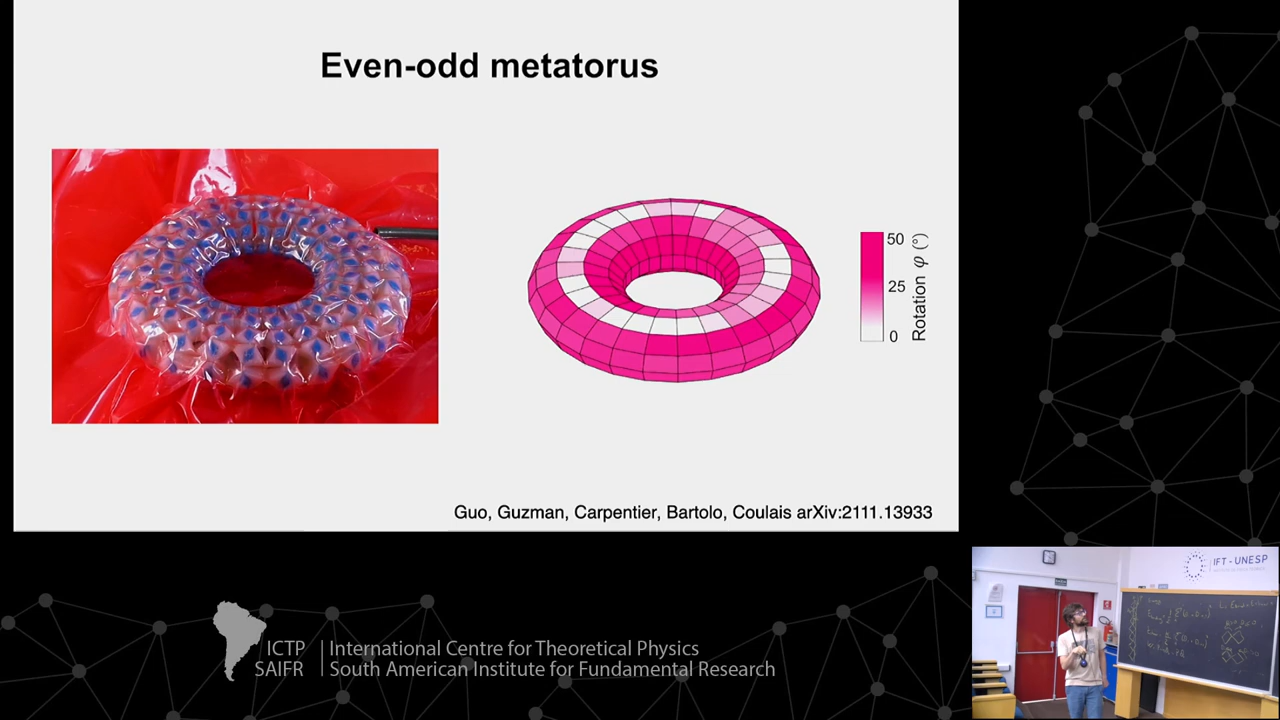 Even-odd metatorus
50
25
0
Rotation φ (°)
Guo, Guzman, Carpentier, Bartolo, Coulais arXiv:2111.13933
IFT - UNESP
ICTP
SAIFR
International Centre for Theoretical Physics
South American Institute for Fundamental Research